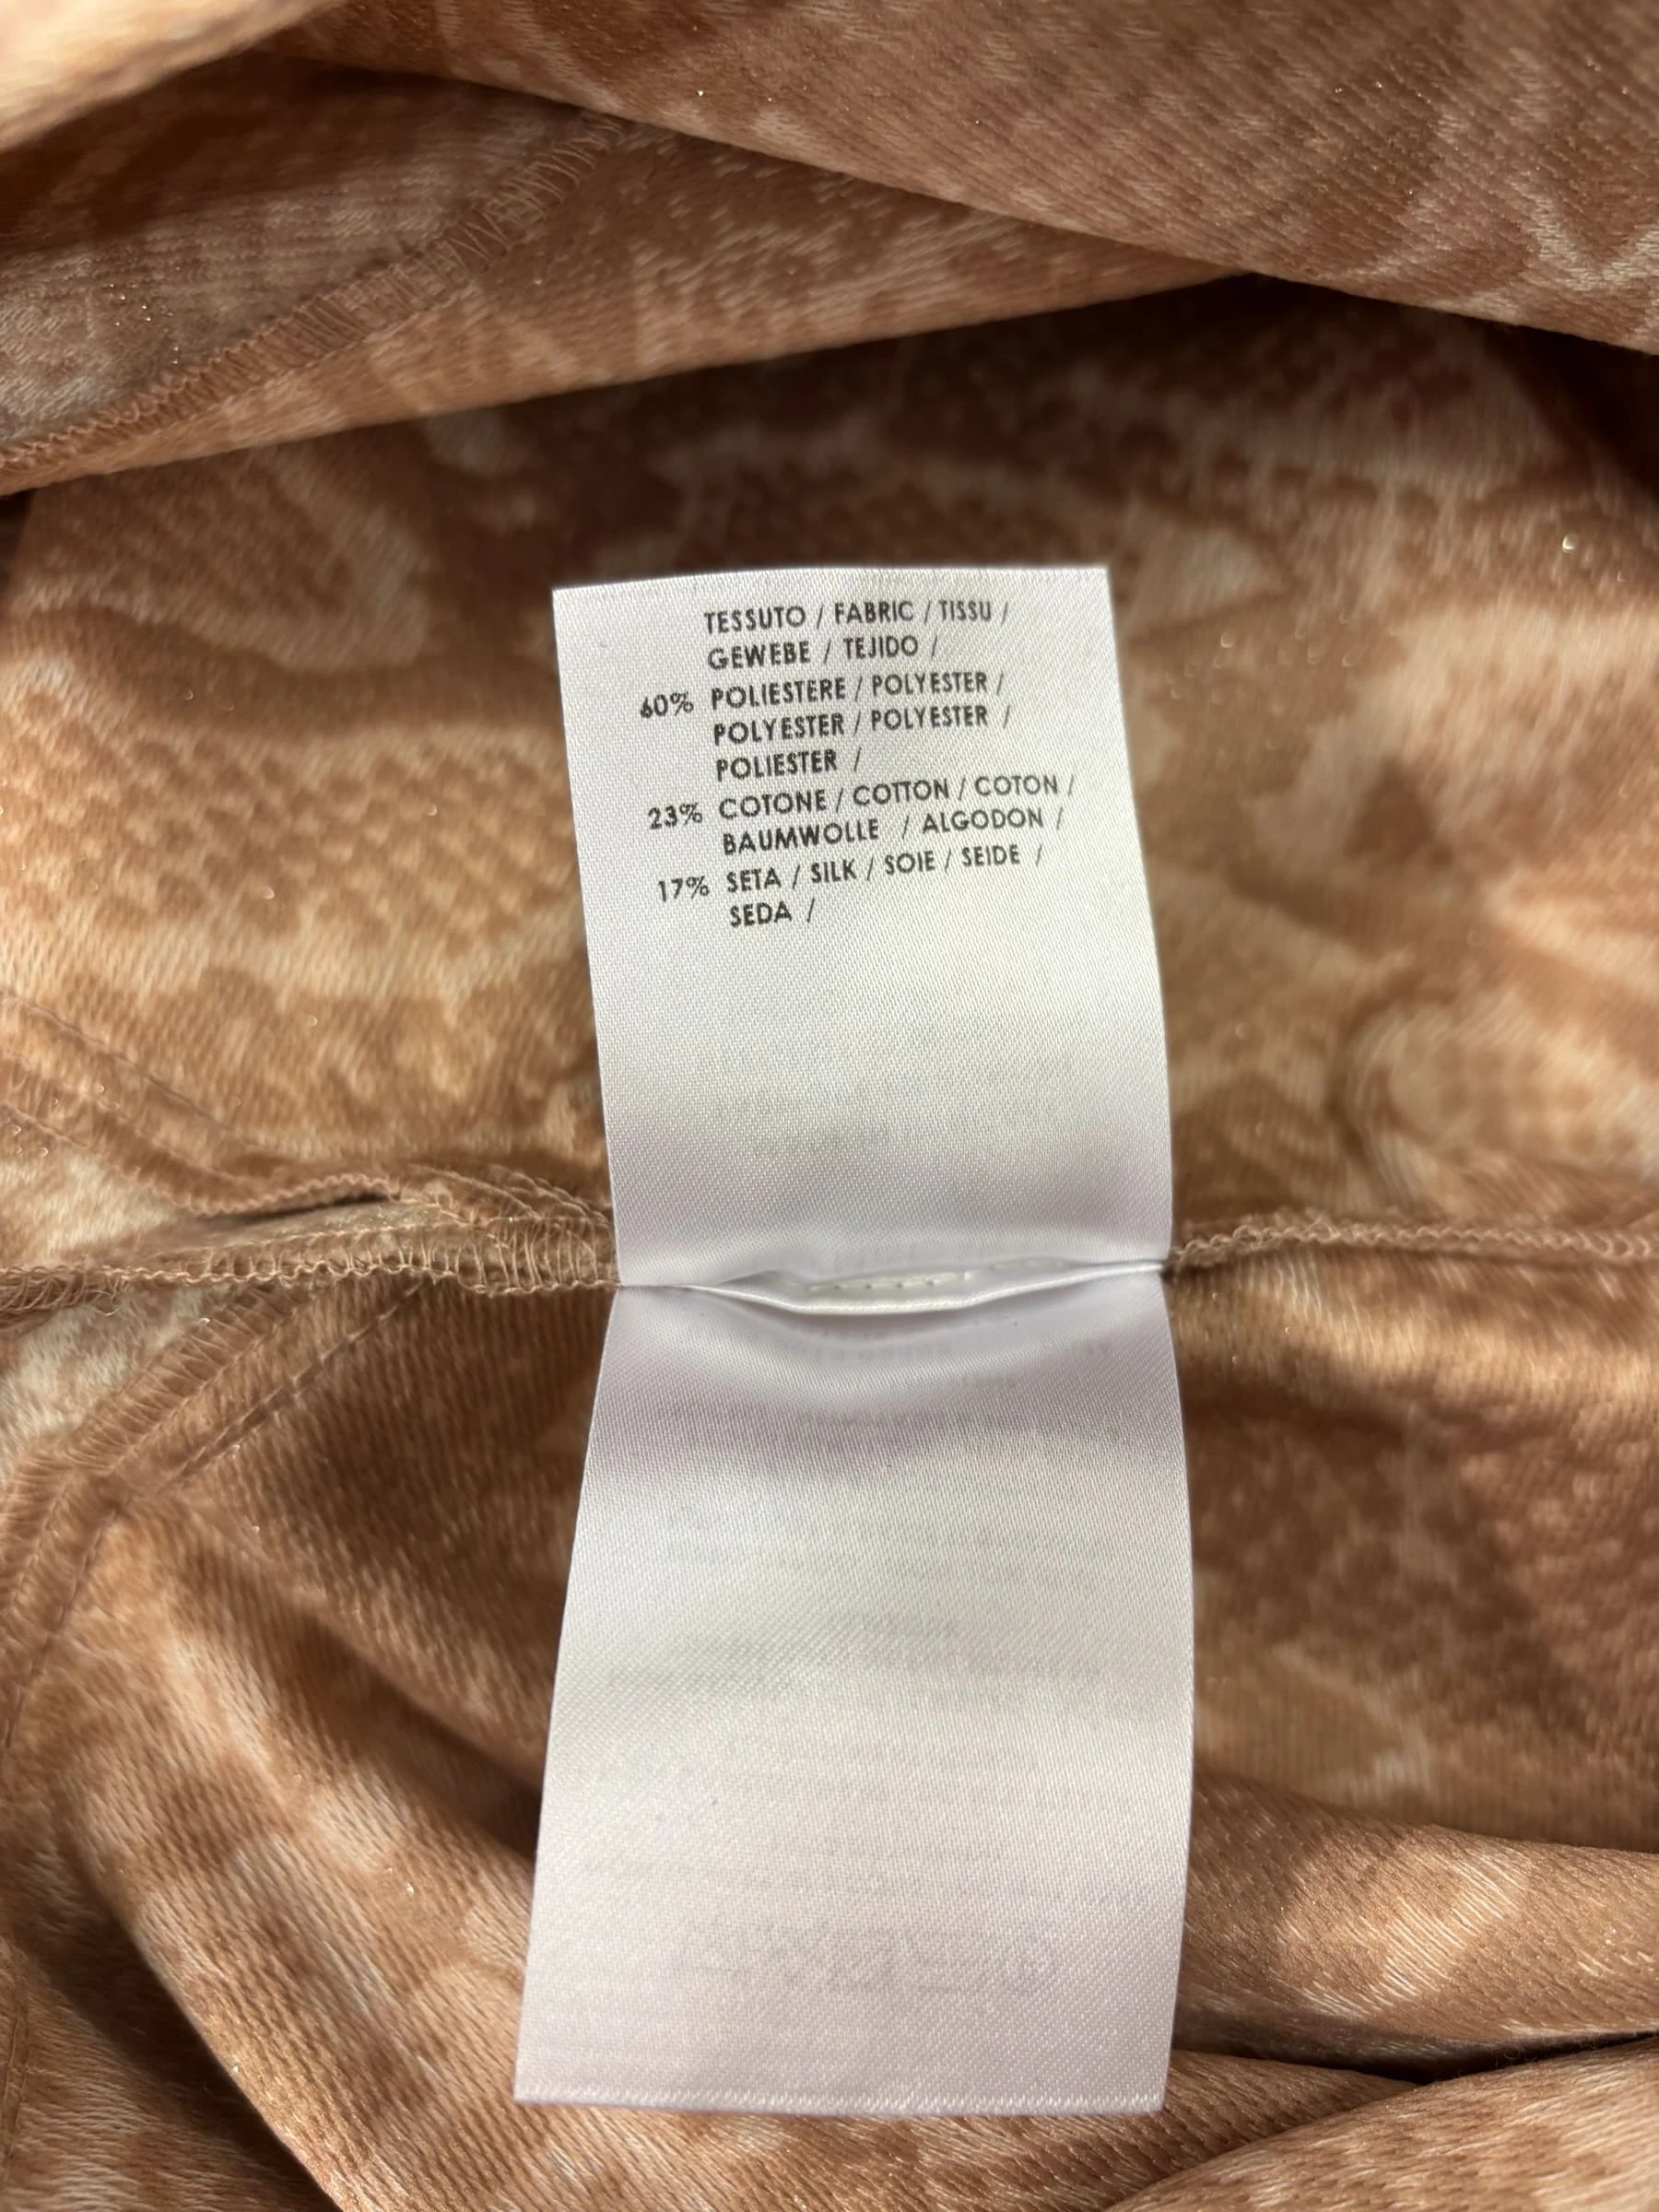 TESSUTO / FABRIC / TISSU /
GEWEBE / TEJIDO /
60% POLIESTERE / POLYESTER /
POLYESTER / POLYESTER /
POLIESTER /
23% COTONE / COTTON / COTON /
BAUMWOLLE / ALGODON /
17% SETA / SILK / SOIE / SEIDE /
SEDA /